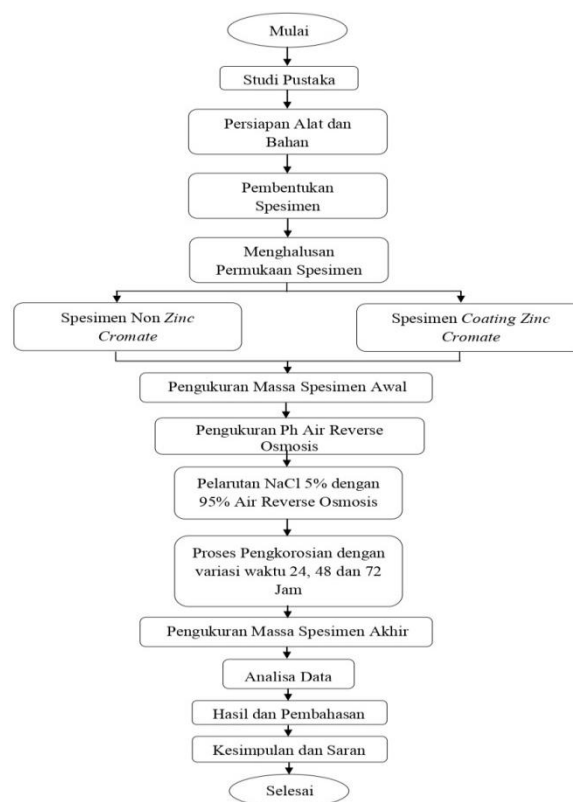 Mulai
Studi Pustaka
Persiapan Alat dan
Bahan
Pembentukan
Spesimen
Menghalusan
Permukaan Spesimen
Spesimen Non Zinc
Cromate
Spesimen Coating Zinc
Cromate
Pengukuran Massa Spesimen Awal
Pengukuran Ph Air Reverse
Osmosis
Pelarutan NaCl 5% dengan
95% Air Reverse Osmosis
Proses Pengkorosian dengan
variasi waktu 24, 48 dan 72
Jam
Pengukuran Massa Spesimen Akhir
Analisa Data
Hasil dan Pembahasan
Kesimpulan dan Saran
Selesai